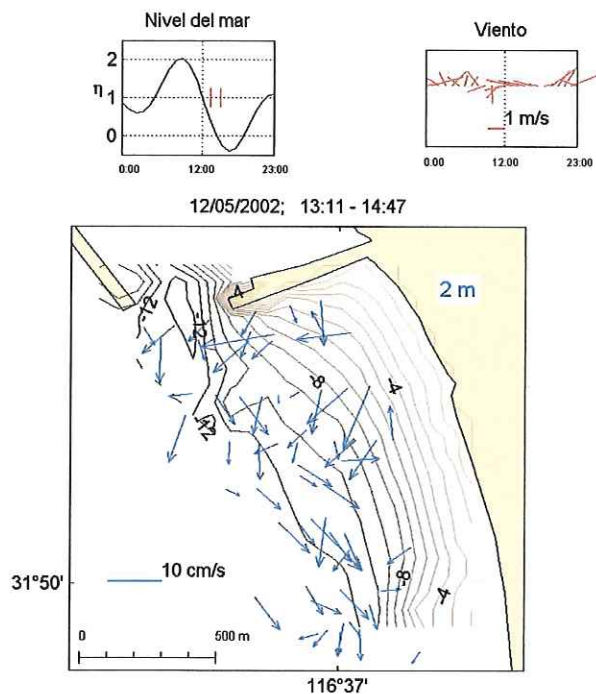 Nivel del mar
Viento
2
η 1
0
0:00 12:00 23:00
1 m/s
0:00 12:00 23:00
12/05/2002; 13:11 - 14:47
2 m
-12
4
-12
-8
-4
-12
10 cm/s
31°50'
-8
-4
0 500 m
116°37'